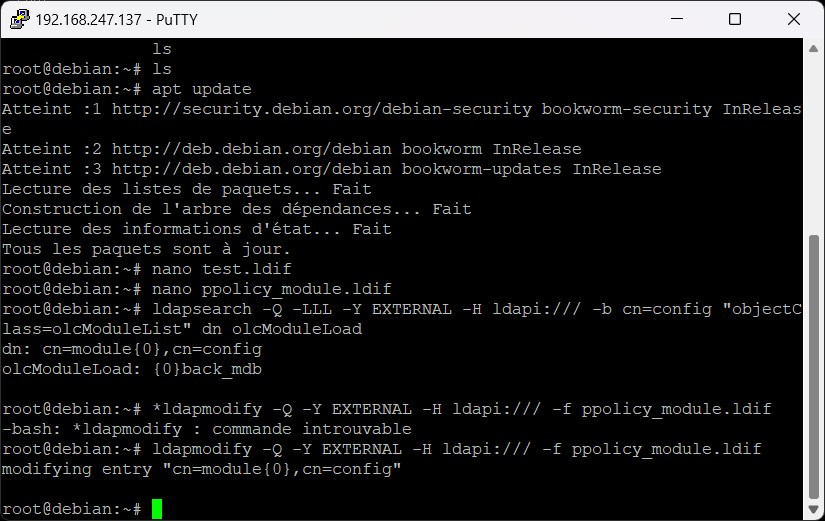 192.168.247.137 - PuTTY
ls
root@debian:~# ls
root@debian:~# apt update
Atteint :1 http://security.debian.org/debian-security bookworm-security InReleas
e
Atteint :2 http://deb.debian.org/debian bookworm InRelease
Atteint :3 http://deb.debian.org/debian bookworm-updates InRelease
Lecture des listes de paquets... Fait
Construction de l'arbre des dépendances... Fait
Lecture des informations d'état... Fait
Tous les paquets sont à jour.
root@debian:~# nano test.ldif
root@debian:~# nano ppolicy_module.ldif
root@debian:~# ldapsearch -Q -LLL -Y EXTERNAL -H ldapi:/// -b cn=config "objectC
lass=olcModuleList" dn olcModuleLoad
dn: cn=module{0},cn=config
olcModuleLoad: {0}back_mdb
root@debian:~# *ldapmodify -Q -Y EXTERNAL -H ldapi:/// -f ppolicy_module.ldif
-bash: *ldapmodify : commande introuvable
root@debian:~# ldapmodify -Q -Y EXTERNAL -H ldapi:/// -f ppolicy_module.ldif
modifying entry "cn=module{0},cn=config"
root@debian:~#